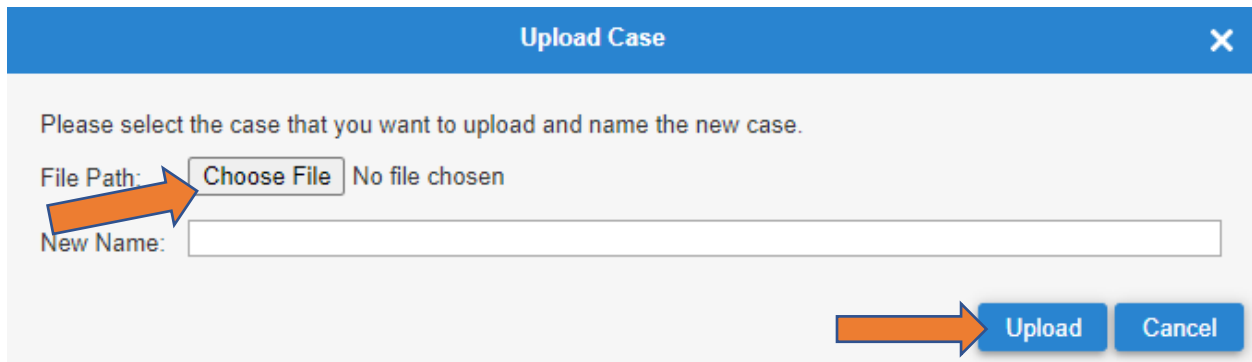 Upload Case
Please select the case that you want to upload and name the new case.
File Path: Choose File No file chosen
New Name:
Upload Cancel